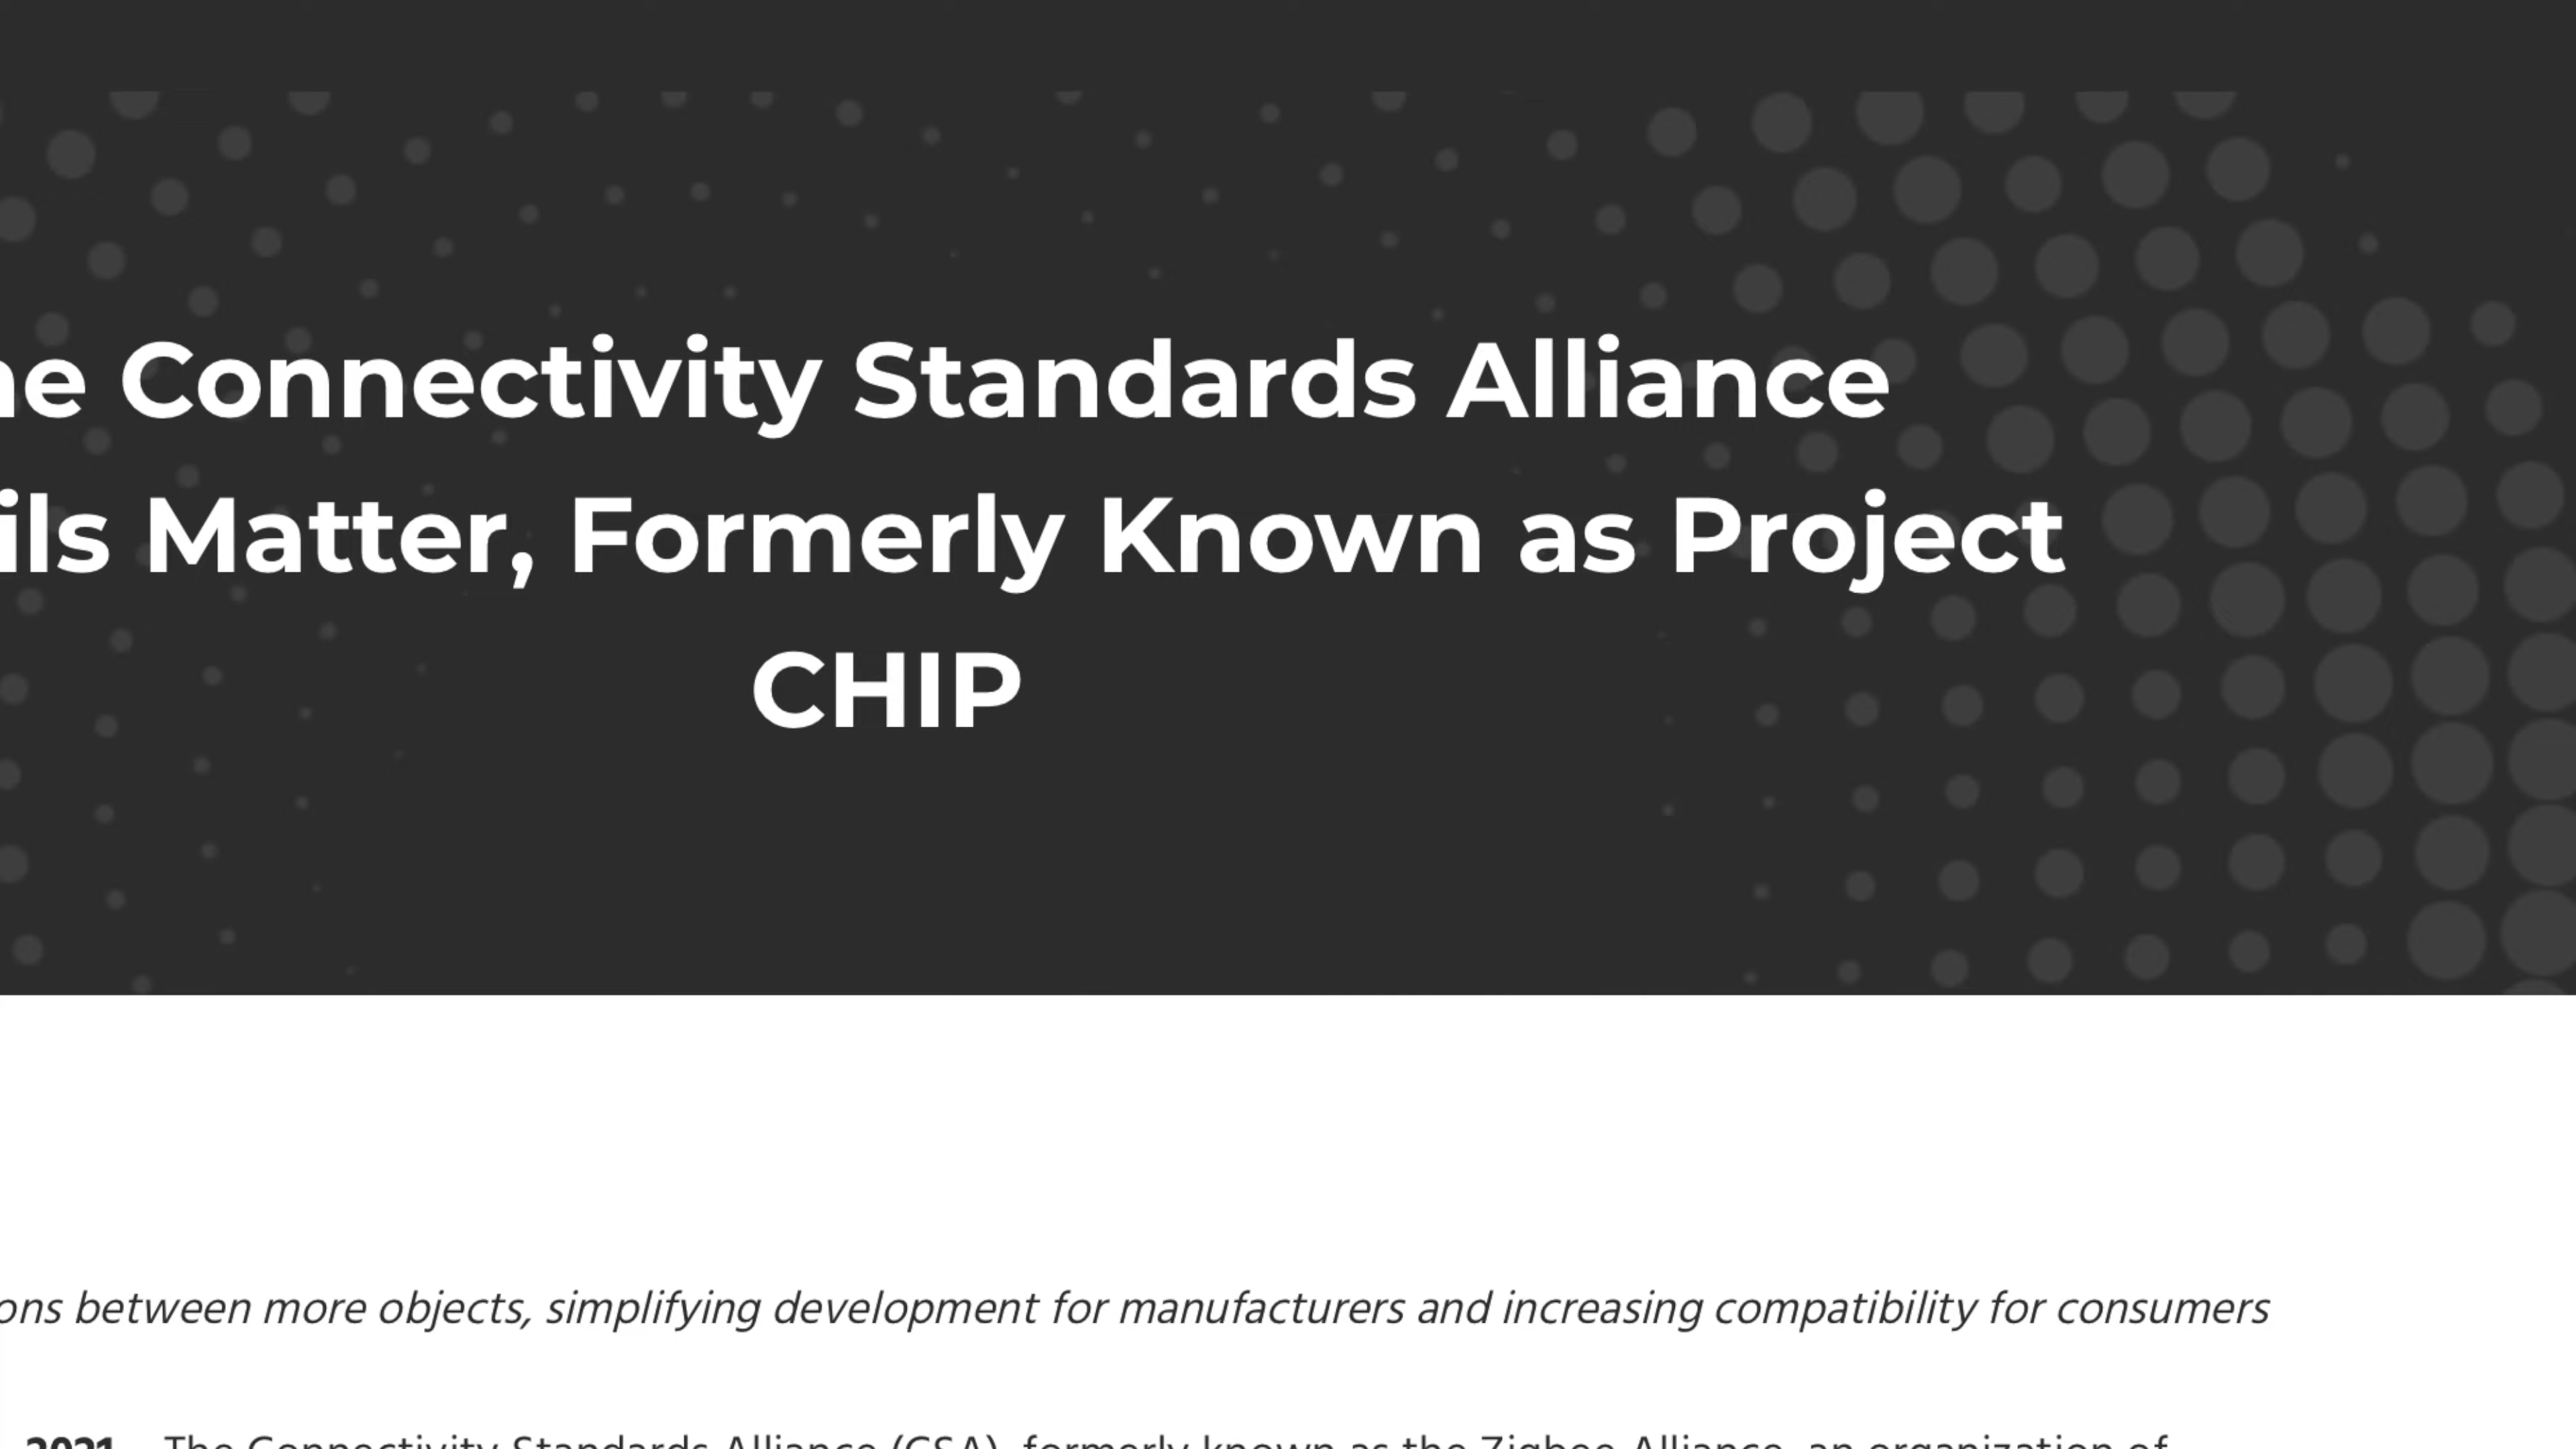 he Connectivity Standards Alliance
ils Matter, Formerly Known as Project
CHIP
ons between more objects, simplifying development for manufacturers and increasing compatibility for consumers
2021 The Connectivity Standards Alliance (CSA), formerly known as the Zigbee Alliance, an organization of